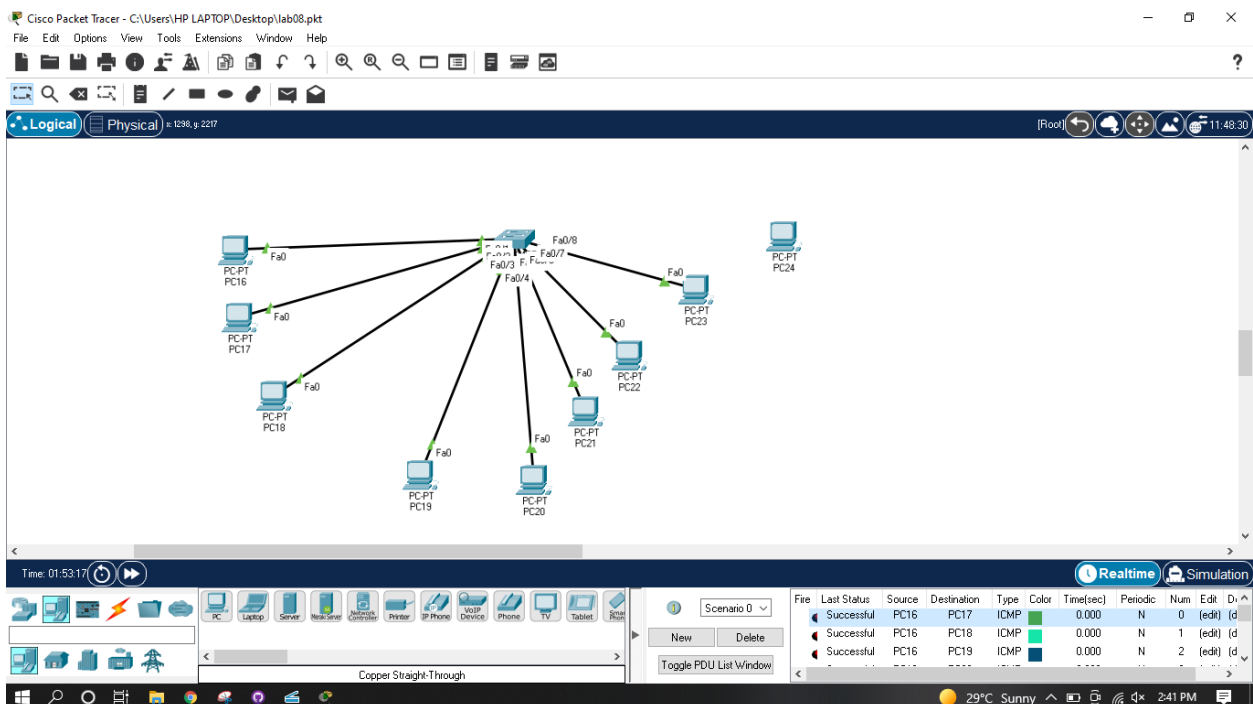 Cisco Packet Tracer - C:\Users\HP LAPTOP\Desktop\lab08.pkt
File Edit Options View Tools Extensions Window Help
?
Logical Physical x: 1298, y: 2217 [Root] 11:48:30
Fa0/8
Fa0/7
Fa0/3
Fa0/4
Fa0
PC-PT
PC16
Fa0
PC-PT
PC17
Fa0
PC-PT
PC18
Fa0
PC-PT
PC19
Fa0
PC-PT
PC20
Fa0
PC-PT
PC21
Fa0
PC-PT
PC22
Fa0
PC-PT
PC23
PC-PT
PC24
Time: 01:53:17 Realtime Simulation
PC Laptop Server Meraki Server Network Controller Printer IP Phone VoIP Device Phone TV Tablet
Copper Straight-Through
Scenario 0
New Delete
Toggle PDU List Window
Fire Last Status Source Destination Type Color Time(sec) Periodic Num Edit
Successful PC16 PC17 ICMP 0.000 N 0 (edit)
Successful PC16 PC18 ICMP 0.000 N 1 (edit)
Successful PC16 PC19 ICMP 0.000 N 2 (edit)
29°C Sunny 2:41 PM